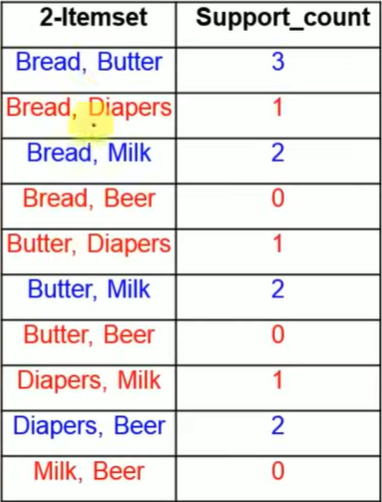 2-Itemset Support_count
Bread, Butter 3
Bread, Diapers 1
Bread, Milk 2
Bread, Beer 0
Butter, Diapers 1
Butter, Milk 2
Butter, Beer 0
Diapers, Milk 1
Diapers, Beer 2
Milk, Beer 0